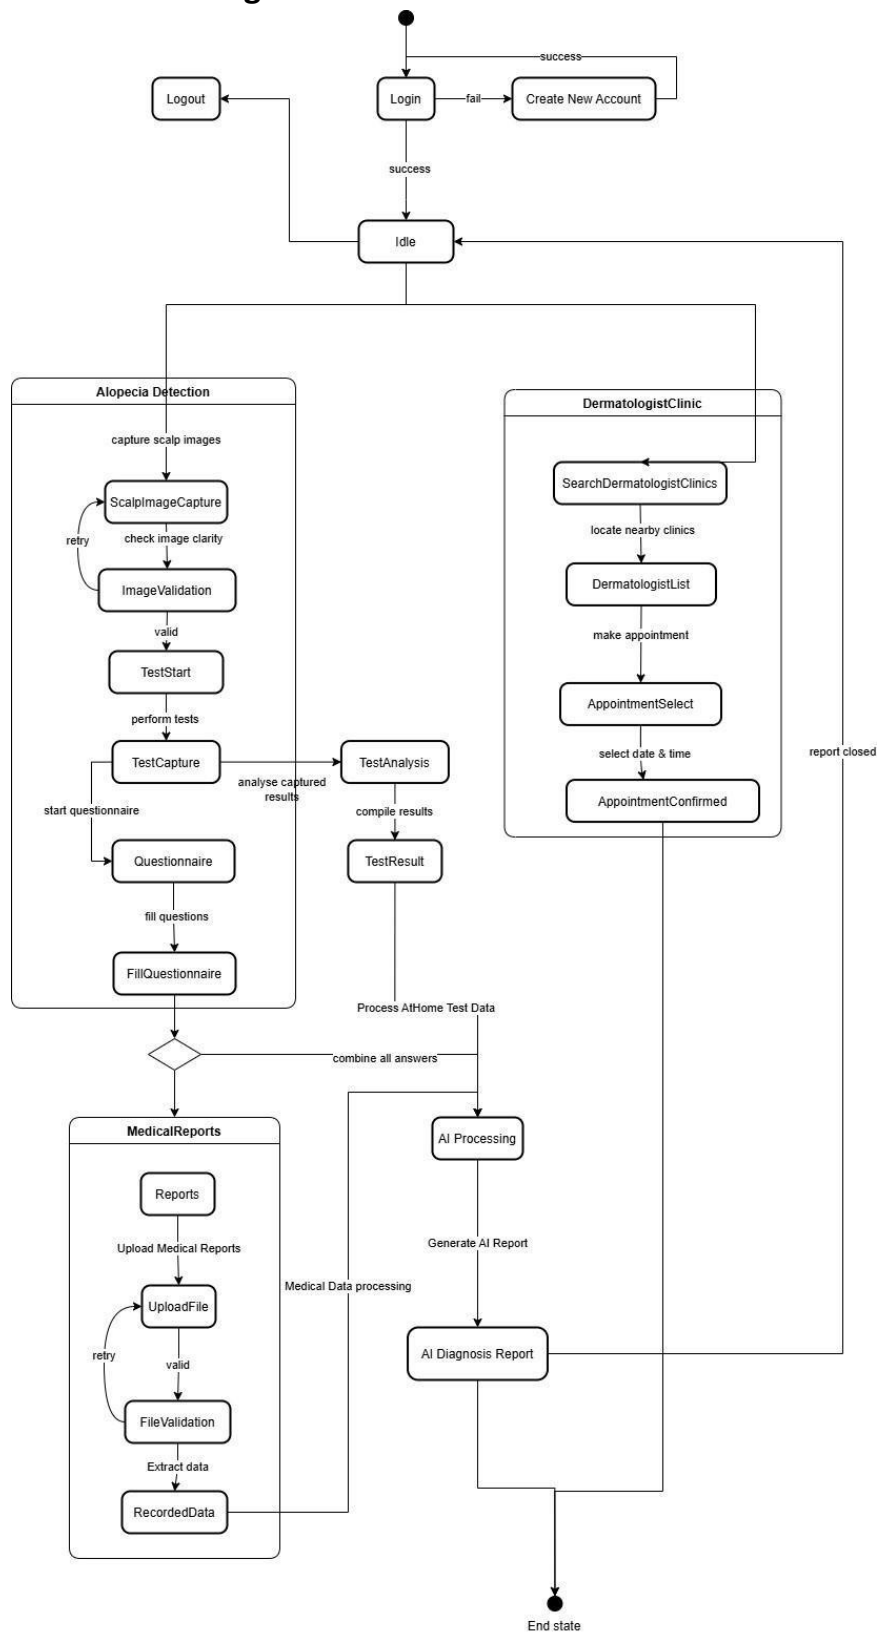 success
Logout
Login
fail
Create New Account
success
Idle
Alopecia Detection
DermatologistClinic
capture scalp images
SearchDermatologistClinics
ScalpImageCapture
locate nearby clinics
retry
check image clarity
ImageValidation
DermatologistList
valid
make appointment
TestStart
AppointmentSelect
perform tests
TestCapture
TestAnalysis
select date & time
report closed
analyse captured
results
AppointmentConfirmed
start questionnaire
compile results
Questionnaire
TestResult
fill questions
FillQuestionnaire
Process AtHome Test Data
combine all answers
MedicalReports
AI Processing
Reports
Generate AI Report
Upload Medical Reports
Medical Data processing
UploadFile
retry
valid
AI Diagnosis Report
FileValidation
Extract data
RecordedData
End state